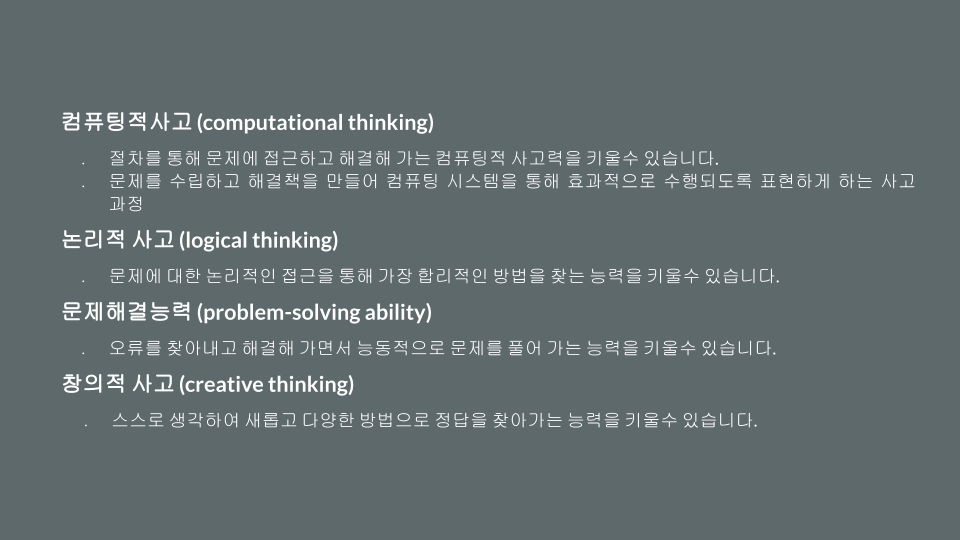 컴퓨팅적사고 (computational thinking)
. 절차를 통해 문제에 접근하고 해결해 가는 컴퓨팅적 사고력을 키울수 있습니다.
. 문제를 수립하고 해결책을 만들어 컴퓨팅 시스템을 통해 효과적으로 수행되도록 표현하게 하는 사고
과정
논리적 사고 (logical thinking)
. 문제에 대한 논리적인 접근을 통해 가장 합리적인 방법을 찾는 능력을 키울수 있습니다.
문제해결능력 (problem-solving ability)
. 오류를 찾아내고 해결해 가면서 능동적으로 문제를 풀어 가는 능력을 키울수 있습니다.
창의적 사고 (creative thinking)
. 스스로 생각하여 새롭고 다양한 방법으로 정답을 찾아가는 능력을 키울수 있습니다.